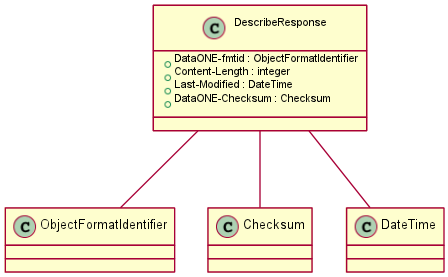 C DescribeResponse
DataONE-fmtid : ObjectFormatIdentifier
Content-Length : integer
Last-Modified : DateTime
DataONE-Checksum : Checksum
C ObjectFormatIdentifier
C Checksum
C DateTime